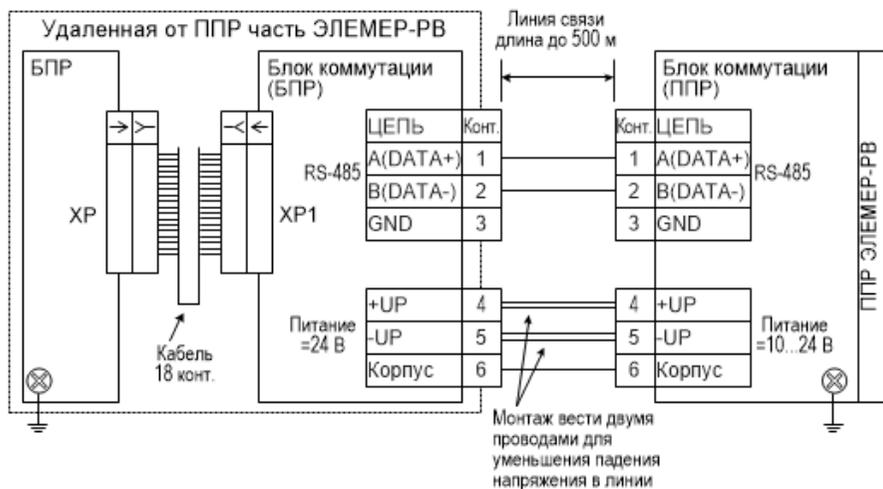 Удаленная от ППР часть ЭЛЕМЕР-РВ
Линия связи
длина до 500 м
БПР
Блок коммутации
(БПР)
Блок коммутации
(ППР)
ЦЕПЬ Конт.
A(DATA+) 1
B(DATA-) 2
GND 3
RS-485
Конт. ЦЕПЬ
1 A(DATA+)
2 B(DATA-)
3 GND
RS-485
XP
XP1
Кабель
18 конт.
Питание
=24 В
+UP 4
-UP 5
Корпус 6
4 +UP
5 -UP
6 Корпус
Питание
=10...24 В
Монтаж вести двумя
проводами для
уменьшения падения
напряжения в линии
ППР ЭЛЕМЕР-РВ